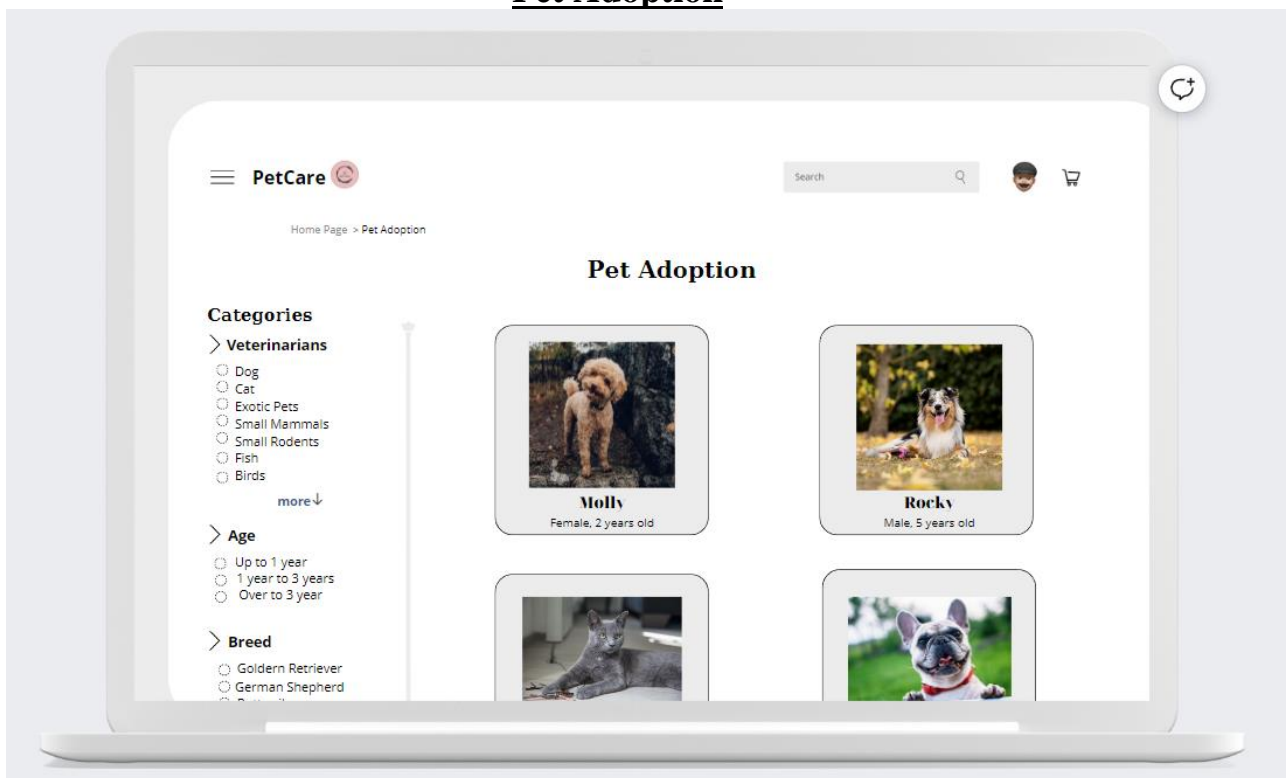 Pet Adoption
PetCare
Search
Home Page > Pet Adoption
Pet Adoption
Categories
Veterinarians
Dog
Cat
Exotic Pets
Small Mammals
Small Rodents
Fish
Birds
more
Age
Up to 1 year
1 year to 3 years
Over to 3 year
Breed
Goldern Retriever
German Shepherd
Molly
Female, 2 years old
Rocky
Male, 5 years old